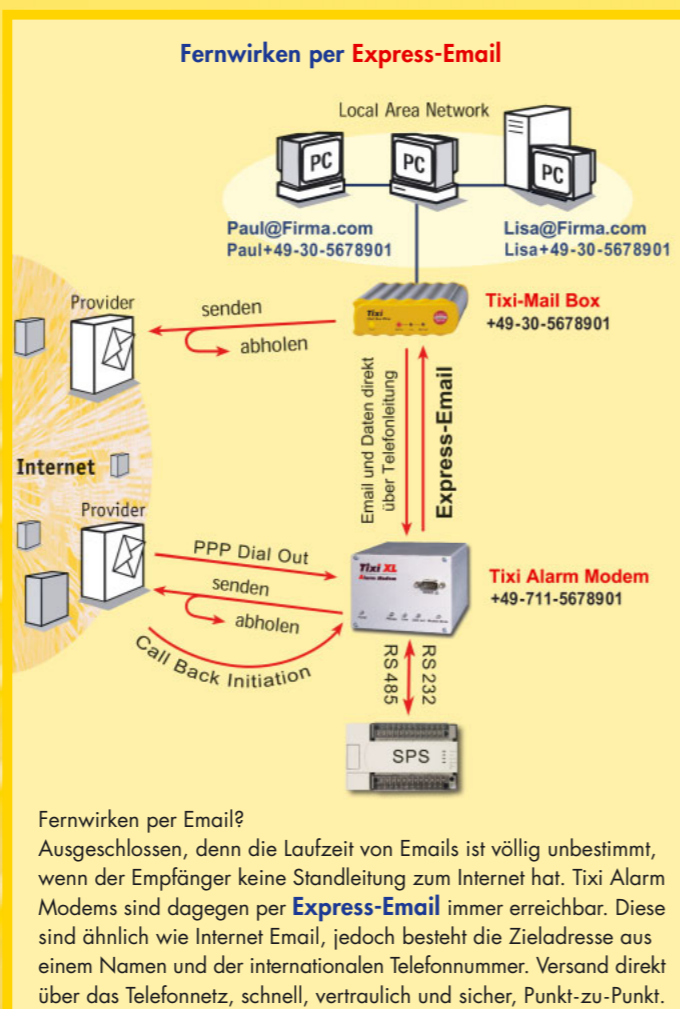 Fernwirken per Express-Email
Local Area Network
PC
PC
PC
Paul@Firma.com
Paul+49-30-5678901
Lisa@Firma.com
Lisa+49-30-5678901
Provider
senden
abholen
Tixi
Tixi-Mail Box
+49-30-5678901
Email und Daten direkt
über Telefonleitung
Express-Email
Internet
Provider
PPP Dial Out
senden
abholen
Call Back Initiation
Tixi XL
Alarm Modem
Tixi Alarm Modem
+49-711-5678901
RS 485
RS 232
SPS
Fernwirken per Email?
Ausgeschlossen, denn die Laufzeit von Emails ist völlig unbestimmt,
wenn der Empfänger keine Standleitung zum Internet hat. Tixi Alarm
Modems sind dagegen per Express-Email immer erreichbar. Diese
sind ähnlich wie Internet Email, jedoch besteht die Zieladresse aus
einem Namen und der internationalen Telefonnummer. Versand direkt
über das Telefonnetz, schnell, vertraulich und sicher, Punkt-zu-Punkt.